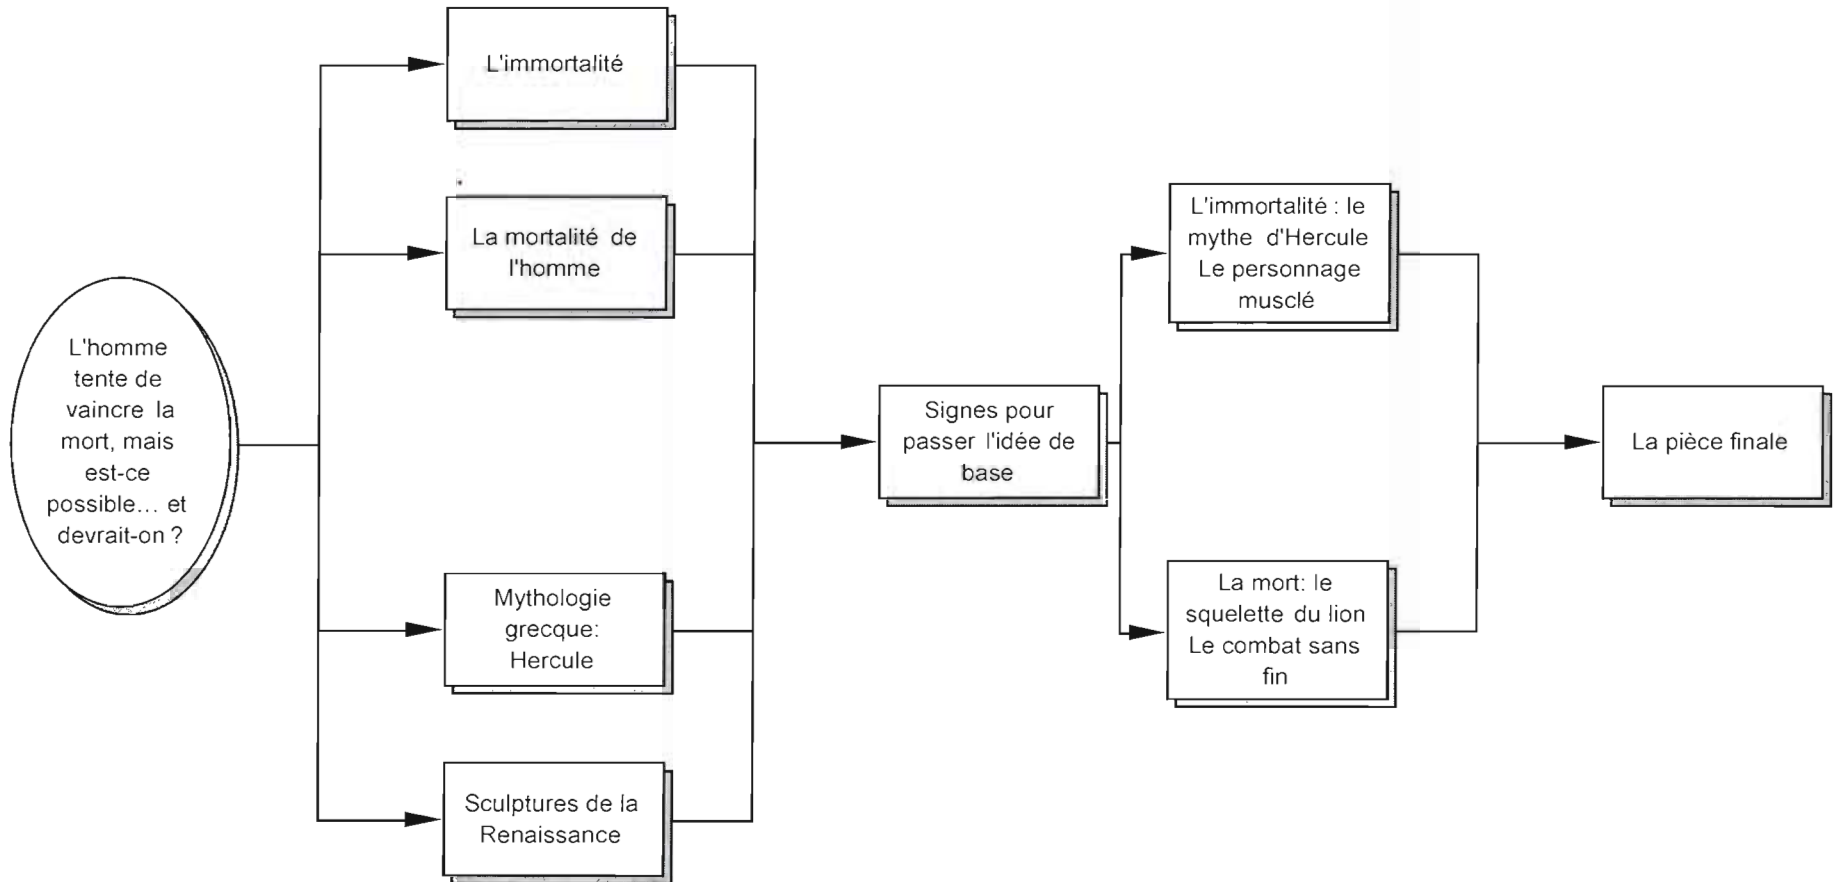 L'homme
tente de
vaincre la
mort, mais
est-ce
possible... et
devrait-on ?
L'immortalité
La mortalité de
l'homme
Mythologie
grecque:
Hercule
Sculptures de la
Renaissance
Signes pour
passer l'idée de
base
L'immortalité : le
mythe d'Hercule
Le personnage
musclé
La mort: le
squelette du lion
Le combat sans
fin
La pièce finale